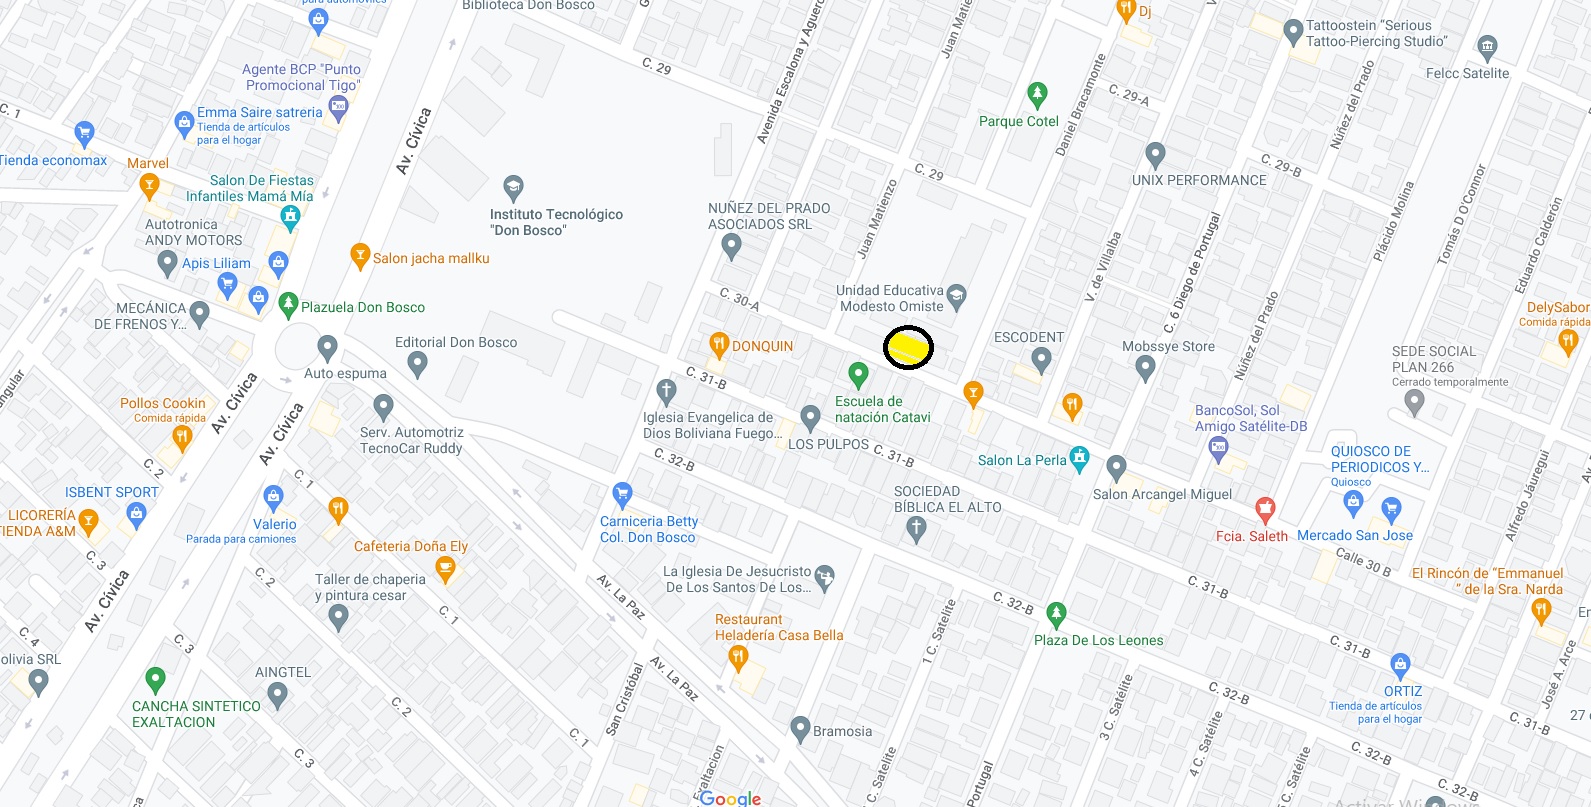 para automóviles
Biblioteca Don Bosco
Dj
Tattoostein “Serious
Tattoo-Piercing Studio”
Felcc Satelite
Agente BCP "Punto
Promocional Tigo"
C. 29
Avenida Escalona y Agüero
Juan Matie
Daniel Bracamonte
C. 29-A
Núñez del Prado
Parque Cotel
C. 1
Emma Saire satreria
Tienda de artículos
para el hogar
Av. Cívica
Tienda economax
Marvel
Salon De Fiestas
Infantiles Mamá Mía
Instituto Tecnológico
"Don Bosco"
NUÑEZ DEL PRADO
ASOCIADOS SRL
C. 29
Juan Matienzo
UNIX PERFORMANCE
C. 29-B
Plácido Molina
Tomás D O'Connor
Eduardo Calderón
Autotronica
ANDY MOTORS
Apis Liliam
Salon jacha mallku
V. de Villalba
C. 6 Diego de Portugal
Núñez del Prado
MECÁNICA
DE FRENOS Y...
Plazuela Don Bosco
C. 30-A
Unidad Educativa
Modesto Omiste
DelySabor
Comida rápida
Editorial Don Bosco
Auto espuma
DONQUIN
ESCODENT
Mobssye Store
SEDE SOCIAL
PLAN 266
Cerrado temporalmente
angular
Pollos Cookin
Comida rápida
Av. Cívica
Av. Cívica
C. 31-B
Escuela de
natación Catavi
Iglesia Evangelica de
Dios Boliviana Fuego...
LOS PULPOS
BancoSol, Sol
Amigo Satélite-DB
Serv. Automotriz
TecnoCar Ruddy
C. 2
C. 1
C. 32-B
C. 31-B
Salon La Perla
Salon Arcangel Miguel
QUIOSCO DE
PERIODICOS Y...
Quiosco
Alfredo Jáuregui
ISBENT SPORT
LICORERÍA
TIENDA A&M
Valerio
Parada para camiones
Carniceria Betty
Col. Don Bosco
SOCIEDAD
BÍBLICA EL ALTO
Fcia. Saleth
Mercado San Jose
C. 3
Cafeteria Doña Ely
Calle 30 B
Av. Cívica
C. 2
Taller de chaperia
y pintura cesar
C. 1
Av. La Paz
La Iglesia De Jesucristo
De Los Santos De Los...
C. 32-B
C. 31-B
El Rincón de “Emmanuel
” de la Sra. Narda
C. 4
C. 3
Restaurant
Heladería Casa Bella
1 C. Satelite
Plaza De Los Leones
C. 31-B
José A. Arce
olivia SRL
AINGTEL
Av. La Paz
San Cristóbal
CANCHA SINTETICO
EXALTACION
C. 2
3 C. Satélite
C. 32-B
4 C. Satélite
ORTIZ
Tienda de artículos
para el hogar
C. 31-B
27
C. 3
C. 1
Bramosia
Exaltacion
C. Satélite
Portugal
C. Satélite
C. 32-B
C. 32-B
Google